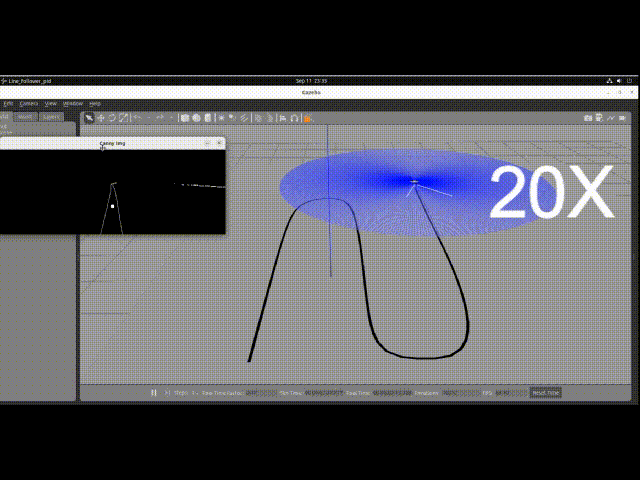 Line_follower_pid
Sep 11 23:33
Gazebo
Edit Camera View Window Help
World Insert Layers
Canny Img
20X
Steps: Real Time Factor: Sim Time: Real Time: Iterations: FPS: Reset Time